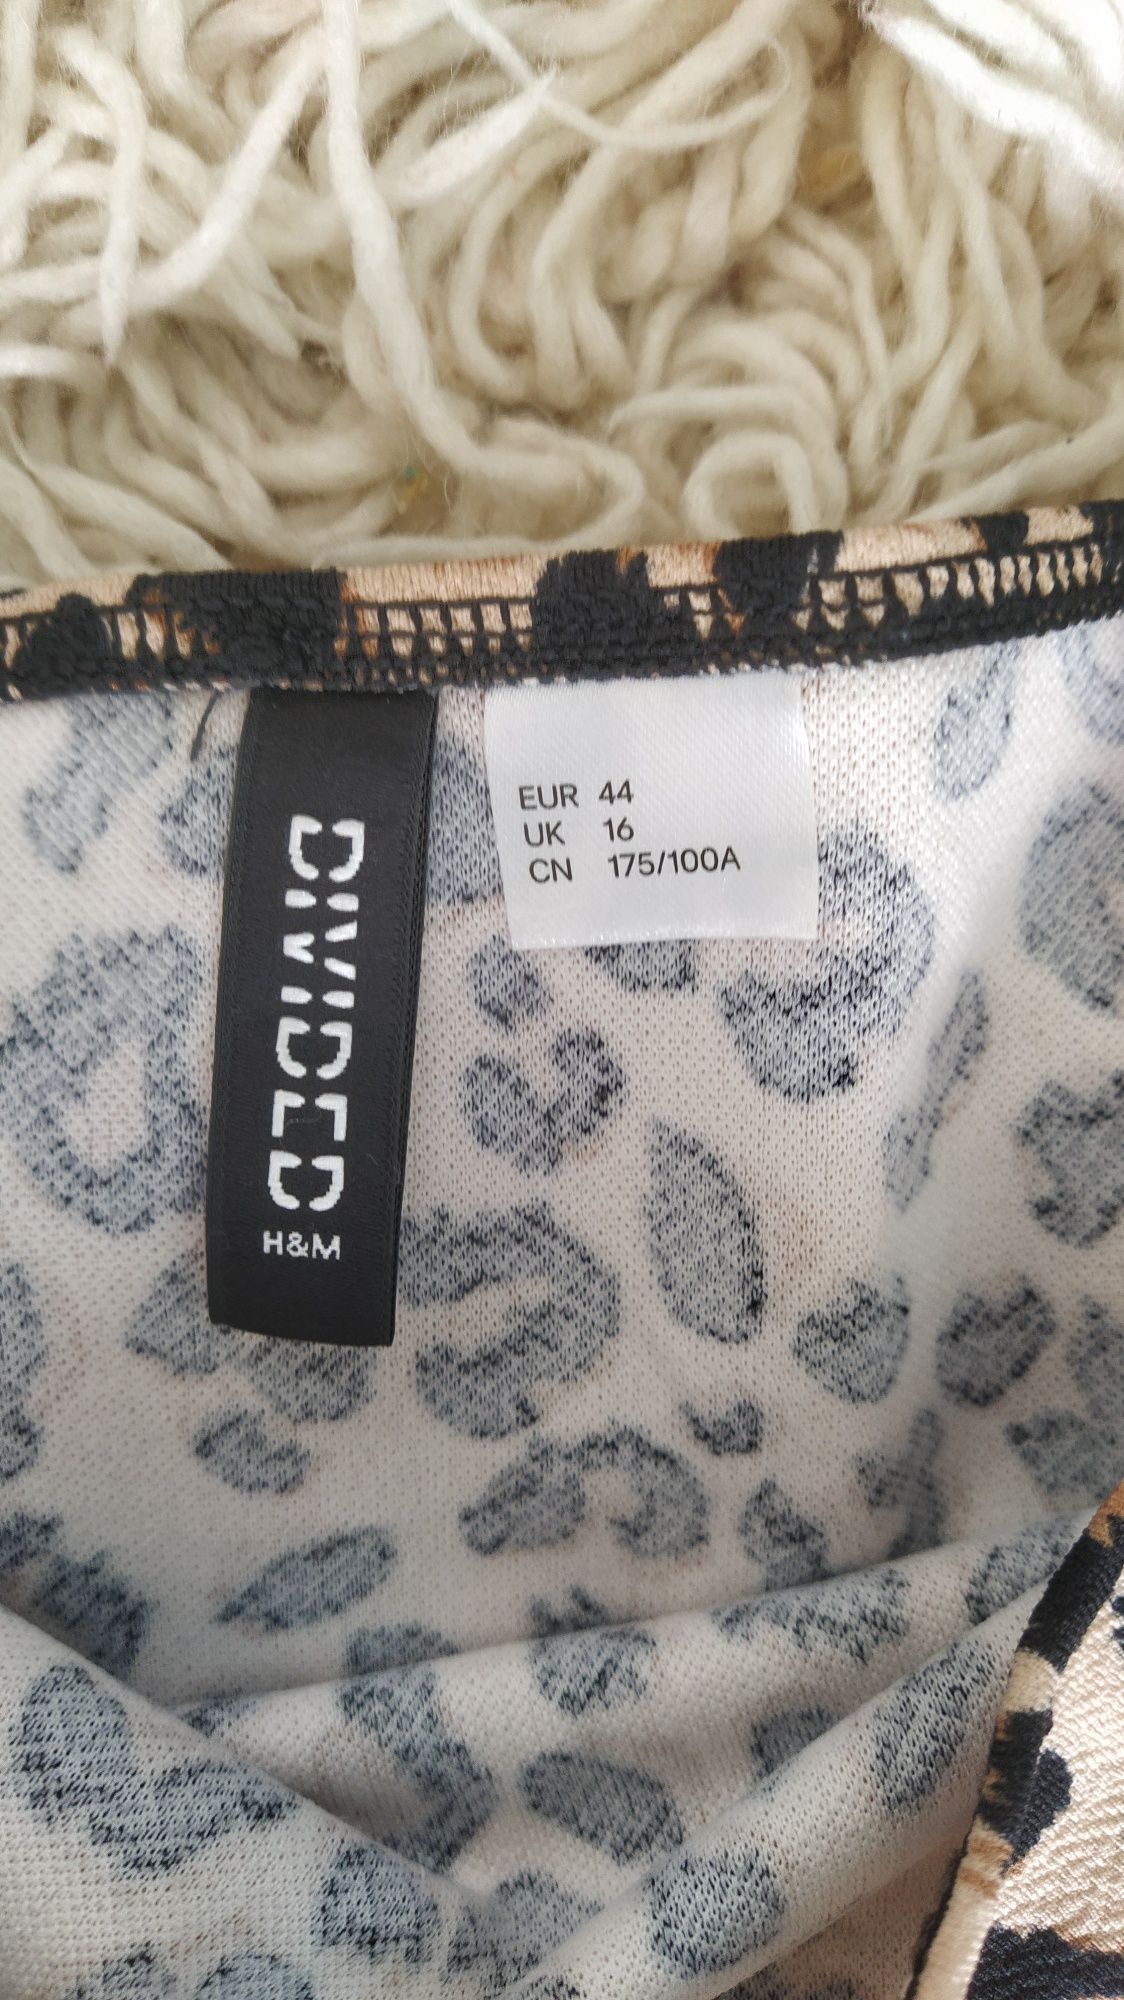 DIVIDED
H&M
EUR 44
UK 16
CN 175/100A